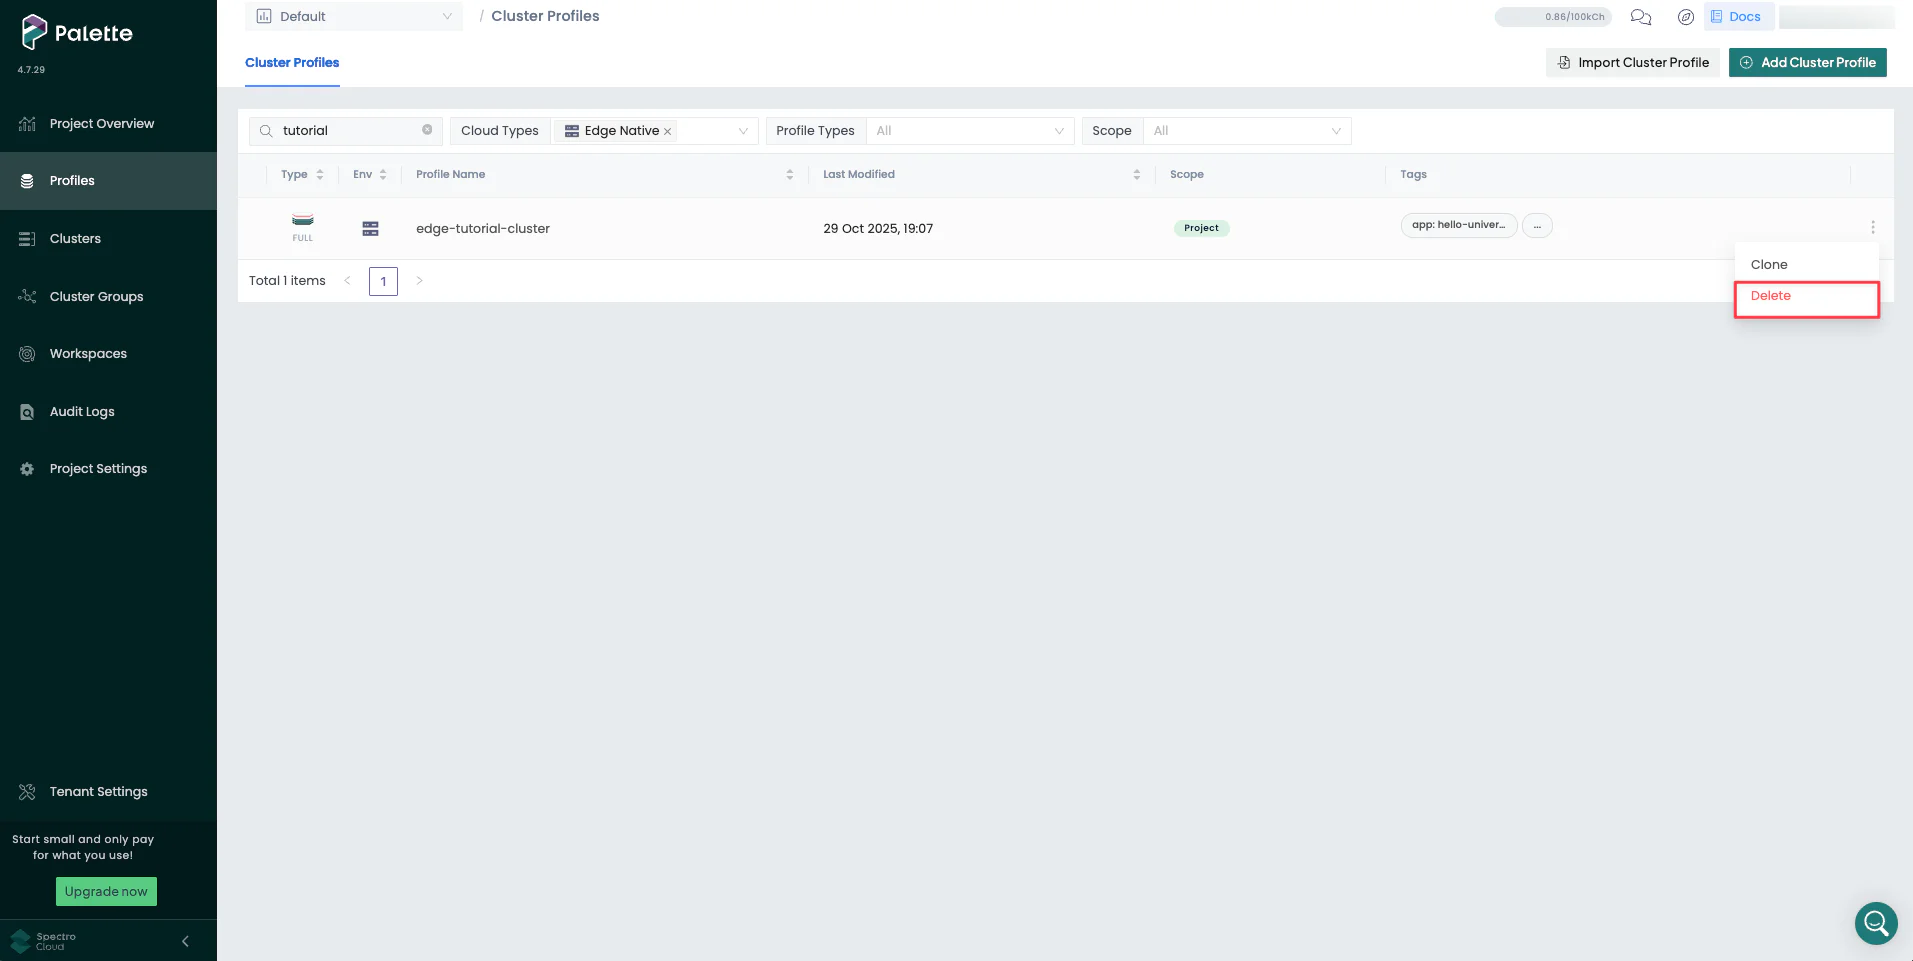 Palette
4.7.29
Project Overview
Profiles
Clusters
Cluster Groups
Workspaces
Audit Logs
Project Settings
Tenant Settings
Start small and only pay
for what you use!
Upgrade now
Spectro
Cloud
Default / Cluster Profiles
0.86/100kCh
Docs
Cluster Profiles
Import Cluster Profile
Add Cluster Profile
tutorial
Cloud Types Edge Native
Profile Types All
Scope All
Type Env Profile Name Last Modified Scope Tags
FULL
edge-tutorial-cluster 29 Oct 2025, 19:07 Project app: hello-univer... ...
Clone
Delete
Total 1 items 1